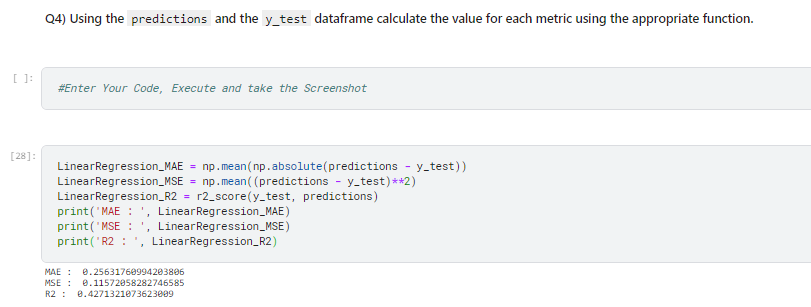 Q4) Using the predictions and the y_test dataframe calculate the value for each metric using the appropriate function.
[ ]:
#Enter Your Code, Execute and take the Screenshot
[28]:
LinearRegression_MAE = np.mean(np.absolute(predictions - y_test))
LinearRegression_MSE = np.mean((predictions - y_test)**2)
LinearRegression_R2 = r2_score(y_test, predictions)
print('MAE : ', LinearRegression_MAE)
print('MSE : ', LinearRegression_MSE)
print('R2 : ', LinearRegression_R2)
MAE :  0.25631760994203806
MSE :  0.11572058282746585
R2 :  0.4271321073623009